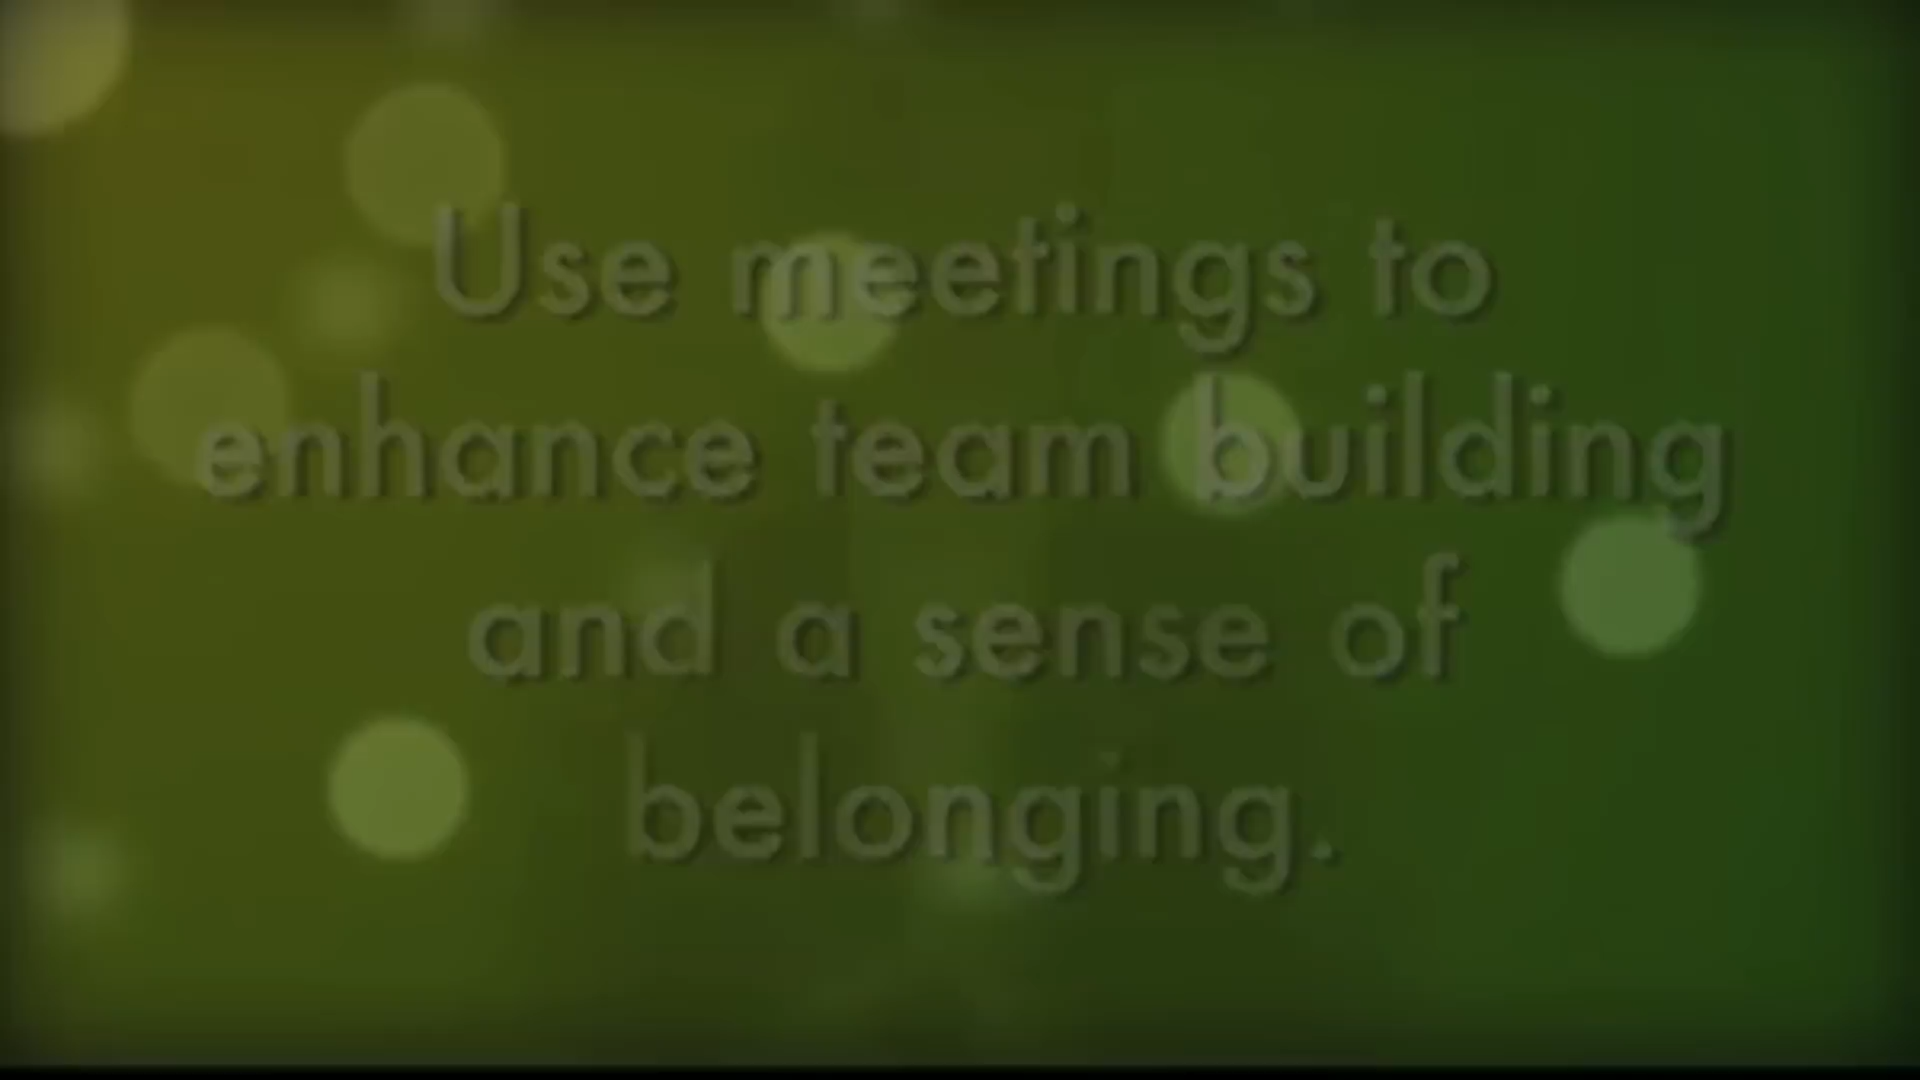 Use meetings to
enhance team building
and a sense of
belonging.